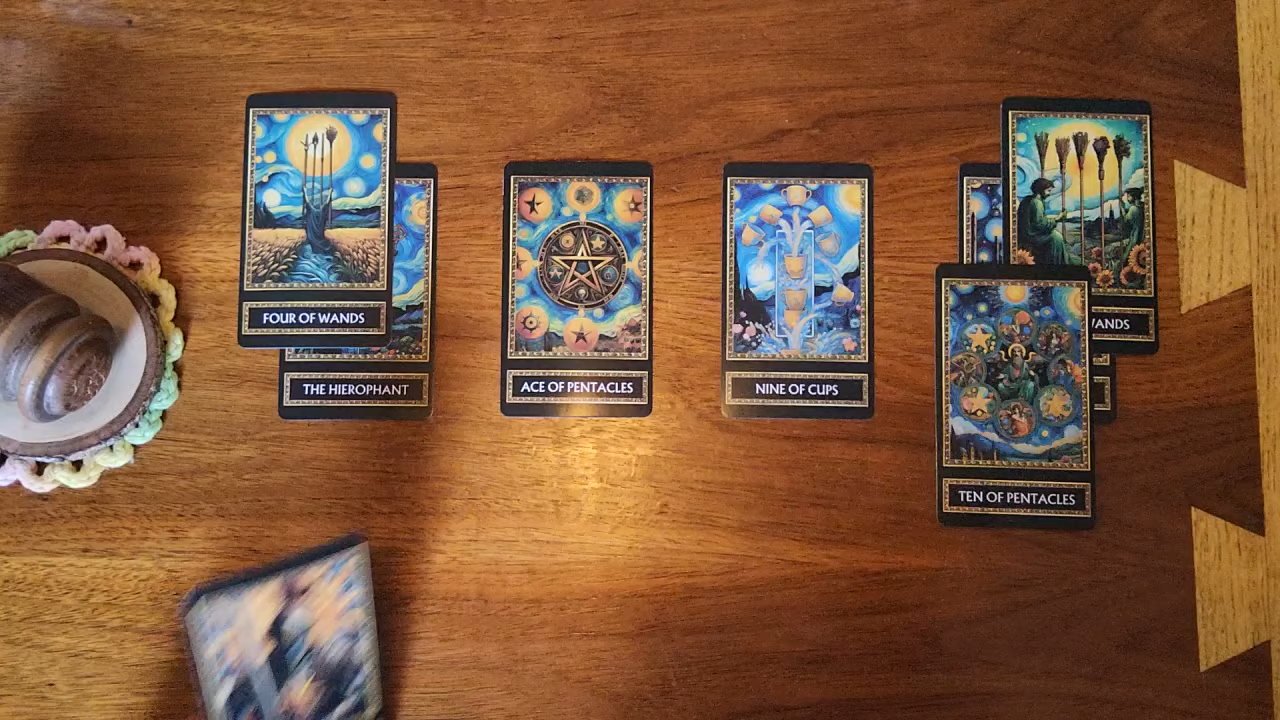 FOUR OF WANDS
THE HIEROPHANT
ACE OF PENTACLES
NINE OF CUPS
WANDS
TEN OF PENTACLES